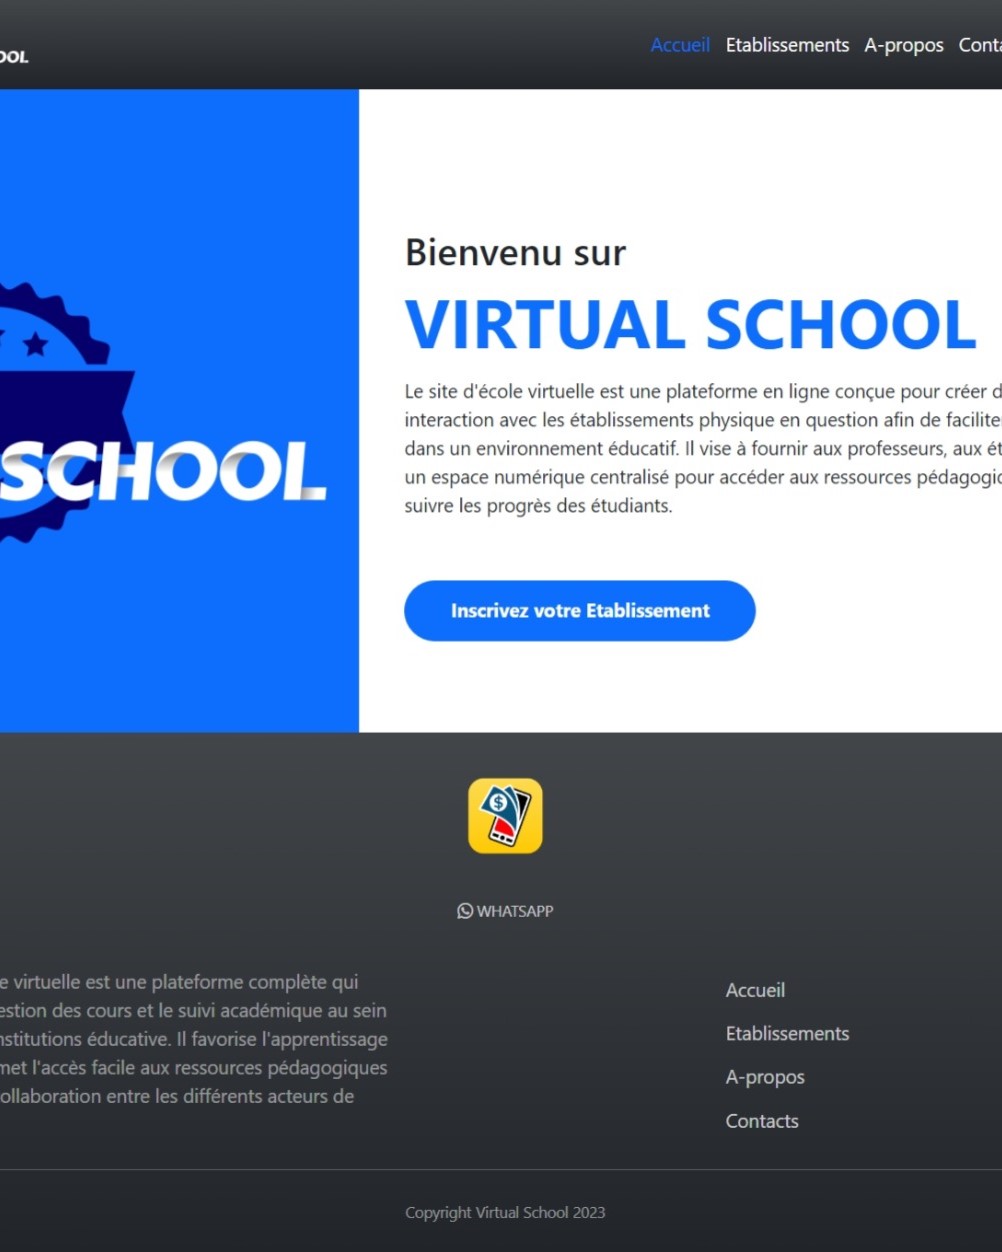 OOL
Accueil Etablissements A-propos Conta
Bienvenu sur
VIRTUAL SCHOOL
SCHOOL
Le site d'école virtuelle est une plateforme en ligne conçue pour créer d
interaction avec les établissements physique en question afin de faciliter
dans un environnement éducatif. Il vise à fournir aux professeurs, aux ét
un espace numérique centralisé pour accéder aux ressources pédagogic
suivre les progrès des étudiants.
Inscrivez votre Etablissement
$
WHATSAPP
e virtuelle est une plateforme complète qui
estion des cours et le suivi académique au sein
nstitutions éducative. Il favorise l'apprentissage
met l'accès facile aux ressources pédagogiques
ollaboration entre les différents acteurs de
Accueil
Etablissements
A-propos
Contacts
Copyright Virtual School 2023